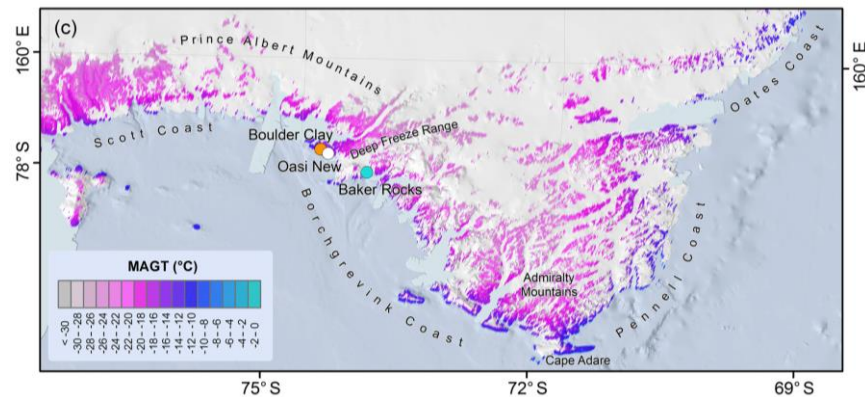 (c)
Prince Albert Mountains
160° E
160° E
Oates Coast
Scott Coast
Boulder Clay
Deep Freeze Range
78° S
Oasi New
Baker Rocks
Borchgrevink Coast
Admiralty
Mountains
Pennell Coast
Cape Adare
MAGT (°C)
< -30
-30 – -28
-28 – -26
-26 – -24
-24 – -22
-22 – -20
-20 – -18
-18 – -16
-16 – -14
-14 – -12
-12 – -10
-10 – -8
-8 – -6
-6 – -4
-4 – -2
-2 – 0
75° S
72° S
69° S